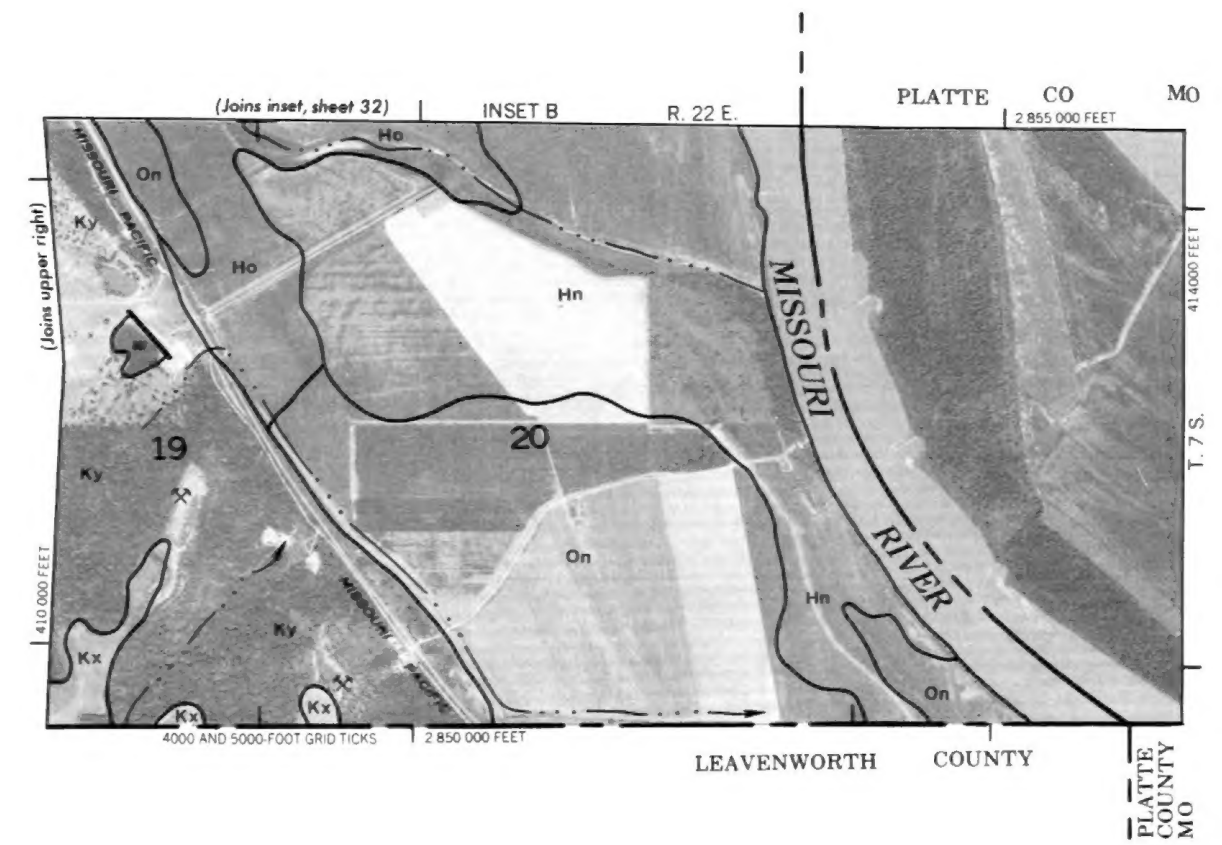 PLATTE CO MO
(Joins inset, sheet 32) INSET B R. 22 E. 2 855 000 FEET
MISSOURI PACIFIC
Ho
On
Ky
(Joins upper right)
414 000 FEET
Ho
Hn
MISSOURI RIVER
19
20
T. 7 S.
Ky
On
410 000 FEET
MISSOURI PACIFIC
Hn
Ky
Kx
On
Kx
Kx
4000 AND 5000-FOOT GRID TICKS 2 850 000 FEET
LEAVENWORTH COUNTY
PLATTE
COUNTY
MO